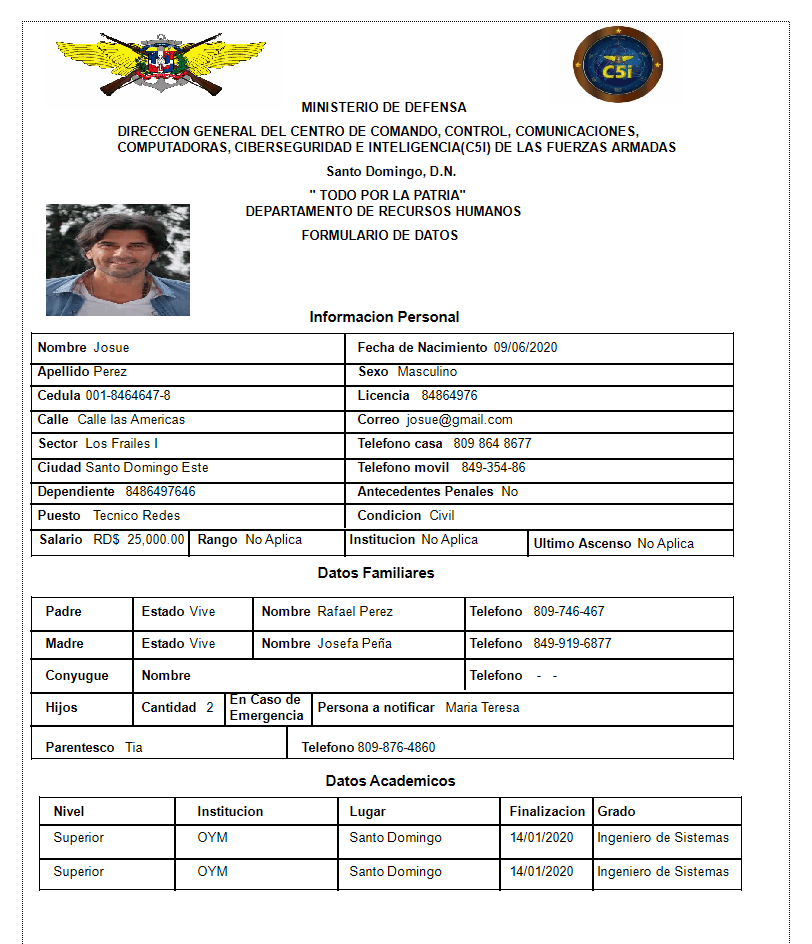 C5i
MINISTERIO DE DEFENSA
DIRECCION GENERAL DEL CENTRO DE COMANDO, CONTROL, COMUNICACIONES,
COMPUTADORAS, CIBERSEGURIDAD E INTELIGENCIA(C5I) DE LAS FUERZAS ARMADAS
Santo Domingo, D.N.
" TODO POR LA PATRIA"
DEPARTAMENTO DE RECURSOS HUMANOS
FORMULARIO DE DATOS
Informacion Personal
Nombre Josue Fecha de Nacimiento 09/06/2020
Apellido Perez Sexo Masculino
Cedula 001-8464647-8 Licencia 84864976
Calle Calle las Americas Correo josue@gmail.com
Sector Los Frailes I Telefono casa 809 864 8677
Ciudad Santo Domingo Este Telefono movil 849-354-86
Dependiente 8486497646 Antecedentes Penales No
Puesto Tecnico Redes Condicion Civil
Salario RD$ 25,000.00 Rango No Aplica Institucion No Aplica Ultimo Ascenso No Aplica
Datos Familiares
Padre Estado Vive Nombre Rafael Perez Telefono 809-746-467
Madre Estado Vive Nombre Josefa Peña Telefono 849-919-6877
Conyugue Nombre Telefono - -
Hijos Cantidad 2 En Caso de Emergencia Persona a notificar Maria Teresa
Parentesco Tia Telefono 809-876-4860
Datos Academicos
Nivel Institucion Lugar Finalizacion Grado
Superior OYM Santo Domingo 14/01/2020 Ingeniero de Sistemas
Superior OYM Santo Domingo 14/01/2020 Ingeniero de Sistemas